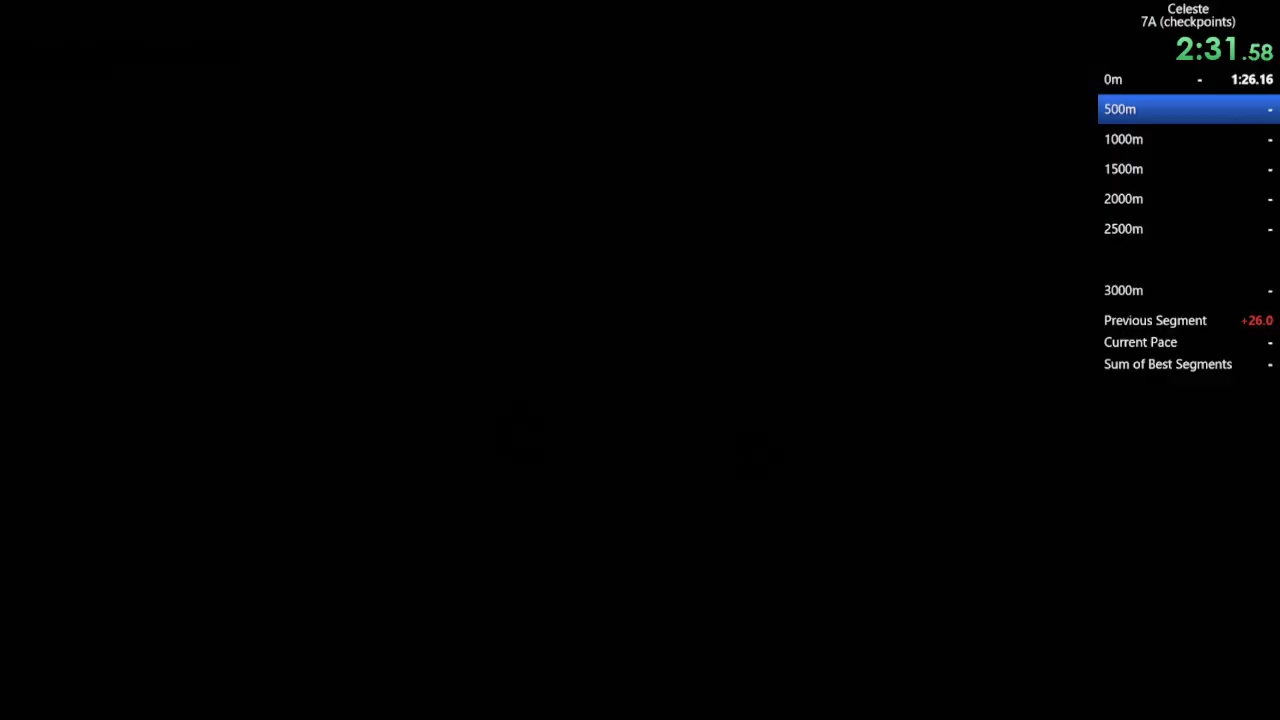 Celeste
7A (checkpoints)
2:31.58
0m - 1:26.16
500m -
1000m -
1500m -
2000m -
2500m -
3000m -
Previous Segment +26.0
Current Pace -
Sum of Best Segments -